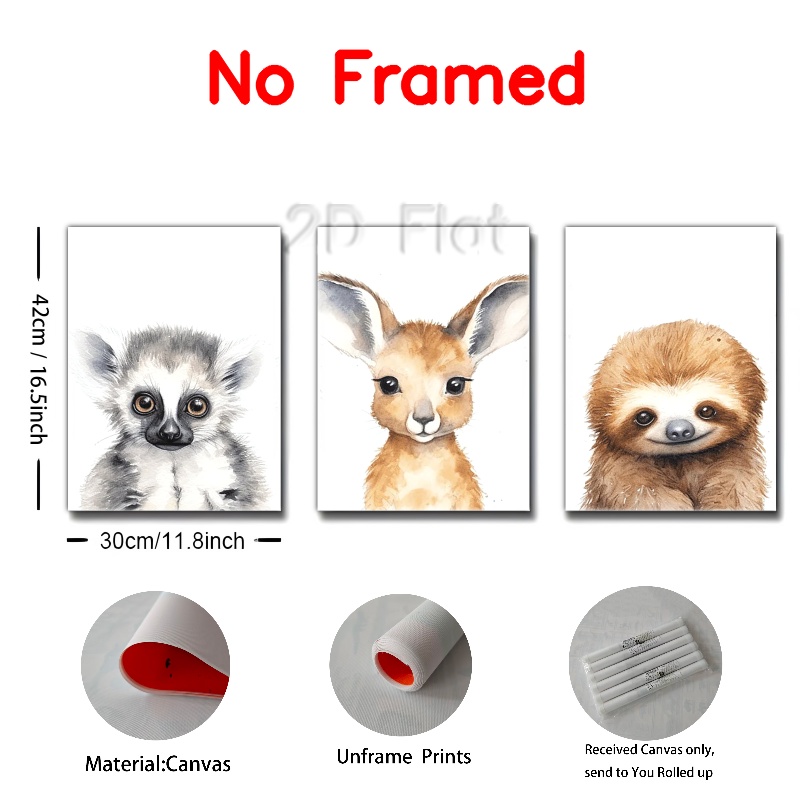 No Framed
2D Flat
42cm / 16.5inch
30cm/11.8inch
Material:Canvas
Unframe Prints
Received Canvas only,
send to You Rolled up